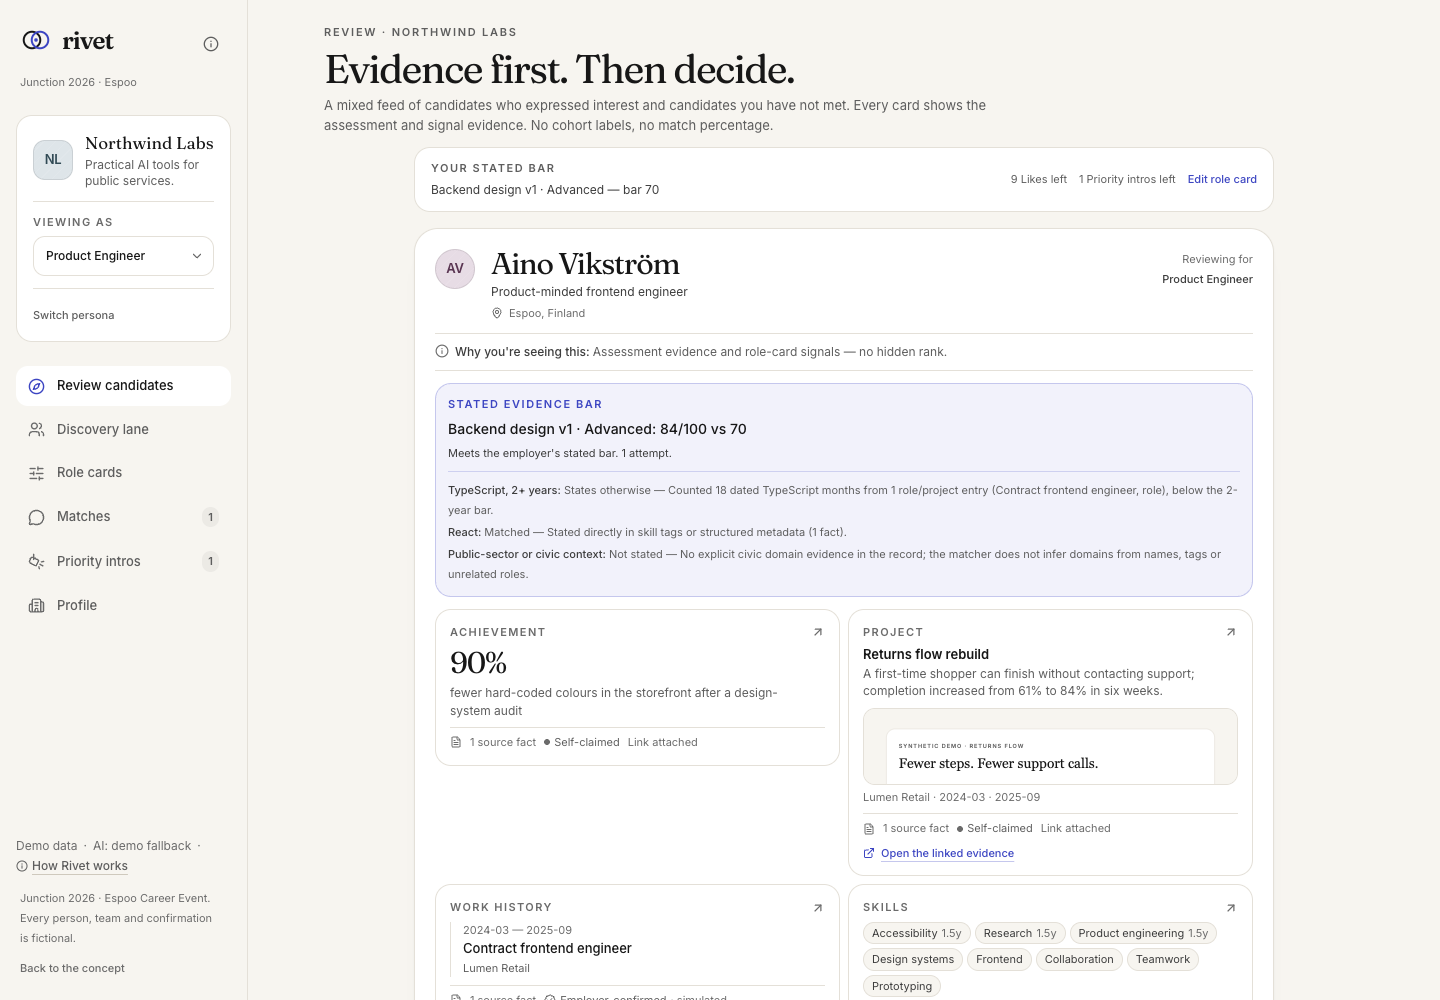 rivet
Junction 2026 · Espoo
NL
Northwind Labs
Practical AI tools for
public services.
VIEWING AS
Product Engineer
Switch persona
Review candidates
Discovery lane
Role cards
Matches 1
Priority intros 1
Profile
Demo data · AI: demo fallback ·
How Rivet works
Junction 2026 · Espoo Career Event.
Every person, team and confirmation
is fictional.
Back to the concept
REVIEW · NORTHWIND LABS
Evidence first. Then decide.
A mixed feed of candidates who expressed interest and candidates you have not met. Every card shows the
assessment and signal evidence. No cohort labels, no match percentage.
YOUR STATED BAR
Backend design v1 · Advanced — bar 70
9 Likes left 1 Priority intros left Edit role card
AV
Aino Vikström
Product-minded frontend engineer
Espoo, Finland
Reviewing for
Product Engineer
Why you're seeing this: Assessment evidence and role-card signals — no hidden rank.
STATED EVIDENCE BAR
Backend design v1 · Advanced: 84/100 vs 70
Meets the employer's stated bar. 1 attempt.
TypeScript, 2+ years: States otherwise — Counted 18 dated TypeScript months from 1 role/project entry (Contract frontend engineer, role), below the 2-
year bar.
React: Matched — Stated directly in skill tags or structured metadata (1 fact).
Public-sector or civic context: Not stated — No explicit civic domain evidence in the record; the matcher does not infer domains from names, tags or
unrelated roles.
ACHIEVEMENT
90%
fewer hard-coded colours in the storefront after a design-
system audit
1 source fact Self-claimed Link attached
PROJECT
Returns flow rebuild
A first-time shopper can finish without contacting support;
completion increased from 61% to 84% in six weeks.
SYNTHETIC DEMO · RETURNS FLOW
Fewer steps. Fewer support calls.
Lumen Retail · 2024-03 · 2025-09
1 source fact Self-claimed Link attached
Open the linked evidence
WORK HISTORY
2024-03 — 2025-09
Contract frontend engineer
Lumen Retail
1 source fact Employer-confirmed · simulated
SKILLS
Accessibility 1.5y Research 1.5y Product engineering 1.5y
Design systems Frontend Collaboration Teamwork
Prototyping